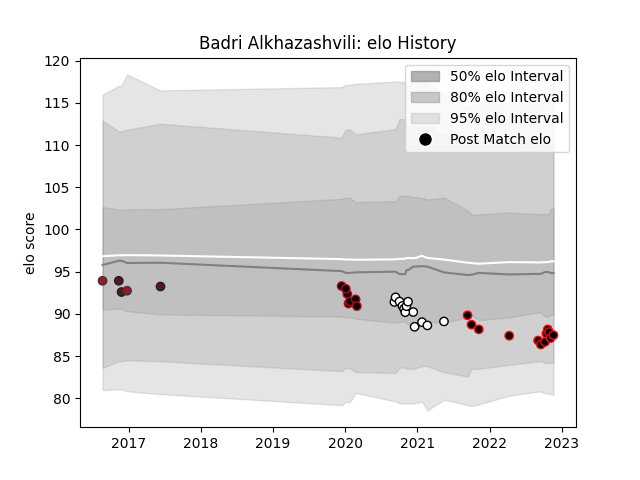 Badri Alkhazashvili: elo History
120
115
110
105
100
95
90
85
80
elo score
50% elo Interval
80% elo Interval
95% elo Interval
Post Match elo
2017
2018
2019
2020
2021
2022
2023